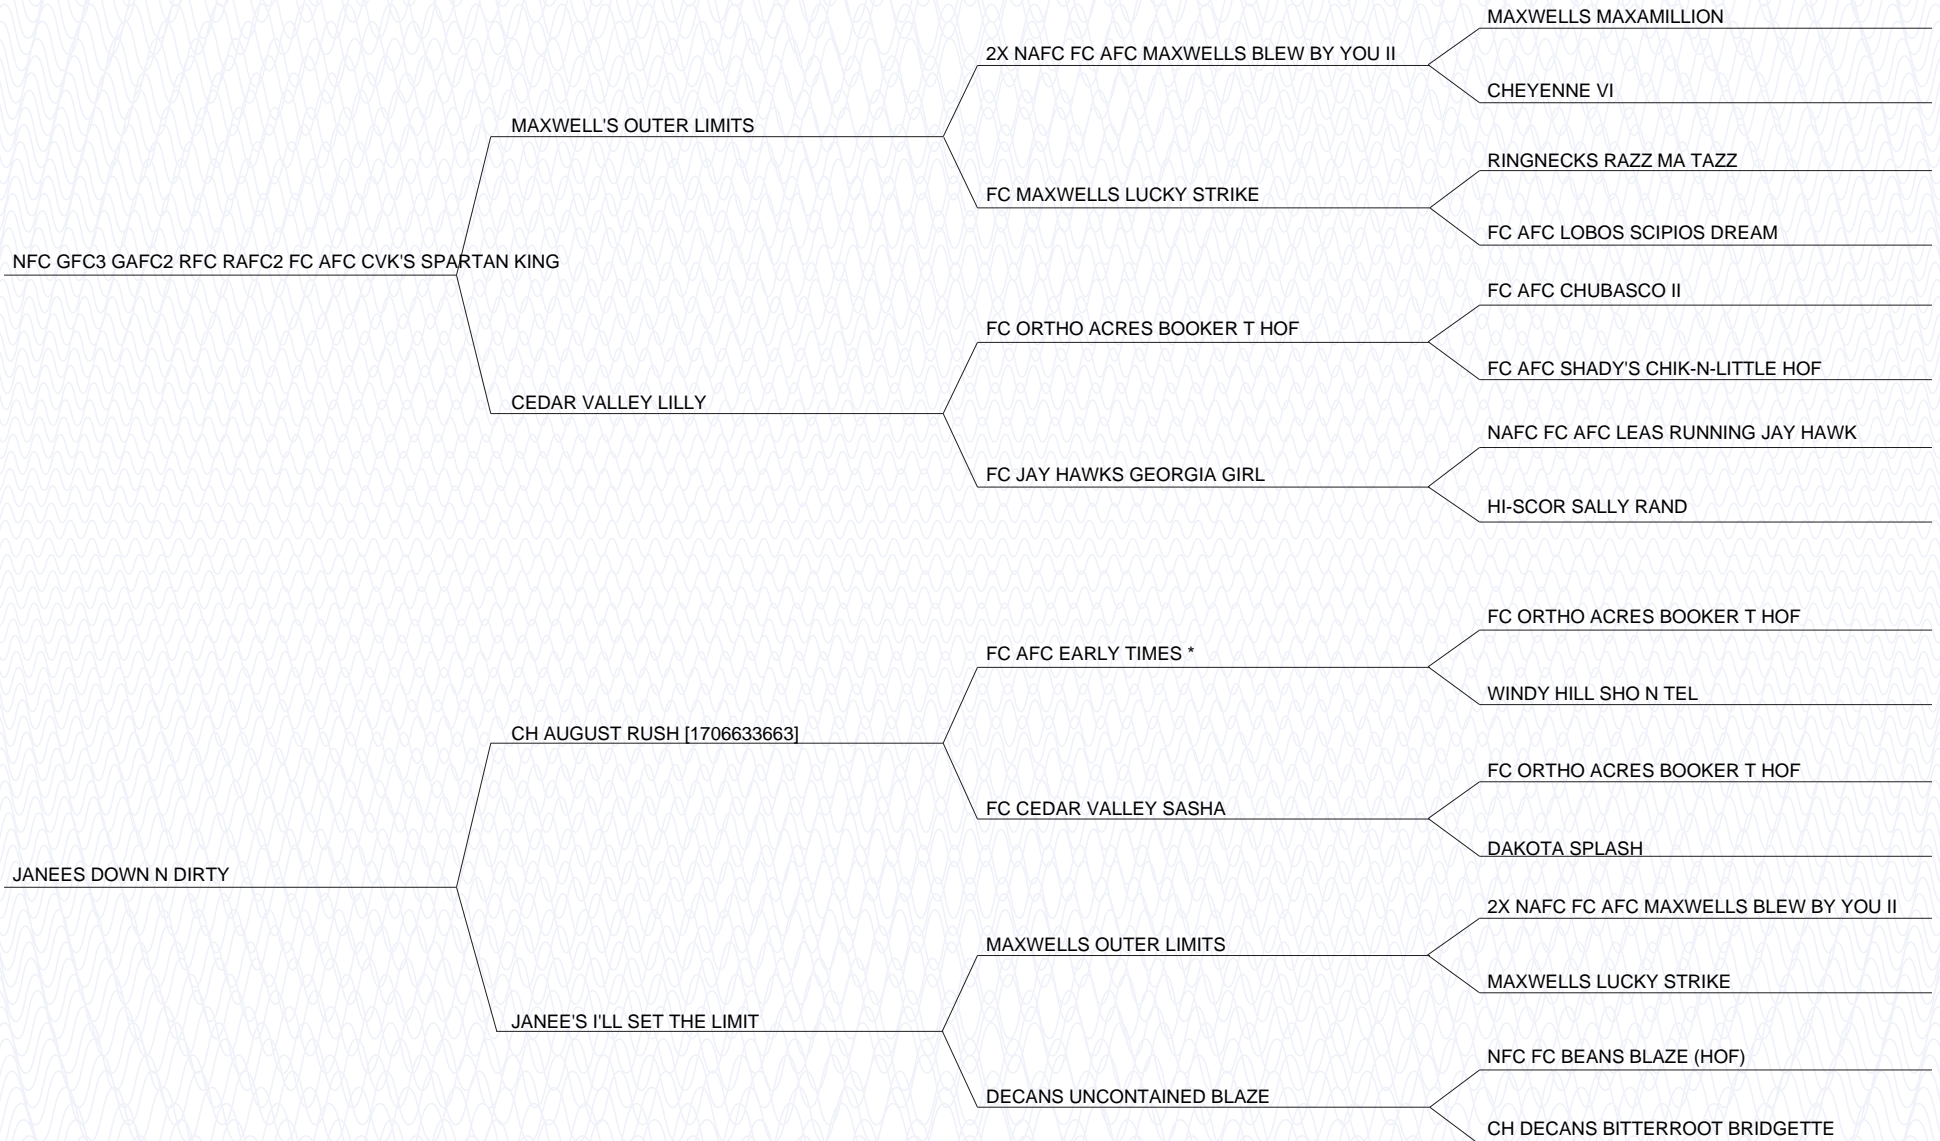 MAXWELLS MAXAMILLION
2X NAFC FC AFC MAXWELLS BLEW BY YOU II
CHEYENNE VI
MAXWELL'S OUTER LIMITS
RINGNECKS RAZZ MA TAZZ
FC MAXWELLS LUCKY STRIKE
FC AFC LOBOS SCIPIOS DREAM
NFC GFC3 GAFC2 RFC RAFC2 FC AFC CVK'S SPARTAN KING
FC AFC CHUBASCO II
FC ORTHO ACRES BOOKER T HOF
FC AFC SHADY'S CHIK-N-LITTLE HOF
CEDAR VALLEY LILLY
NAFC FC AFC LEAS RUNNING JAY HAWK
FC JAY HAWKS GEORGIA GIRL
HI-SCOR SALLY RAND
FC ORTHO ACRES BOOKER T HOF
FC AFC EARLY TIMES *
WINDY HILL SHO N TEL
CH AUGUST RUSH [1706633663]
FC ORTHO ACRES BOOKER T HOF
FC CEDAR VALLEY SASHA
DAKOTA SPLASH
JANEES DOWN N DIRTY
2X NAFC FC AFC MAXWELLS BLEW BY YOU II
MAXWELLS OUTER LIMITS
MAXWELLS LUCKY STRIKE
JANEE'S I'LL SET THE LIMIT
NFC FC BEANS BLAZE (HOF)
DECANS UNCONTAINED BLAZE
CH DECANS BITTERROOT BRIDGETTE